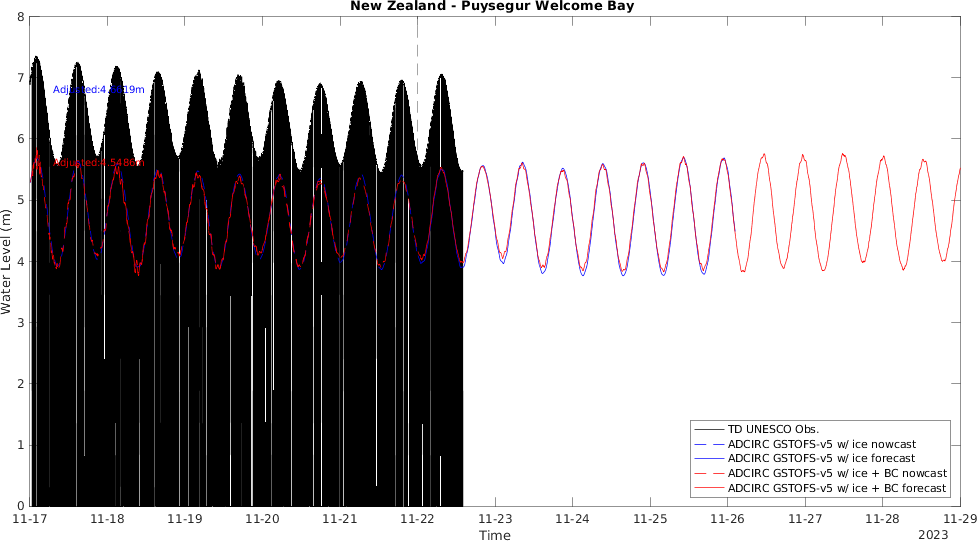 New Zealand - Puysegur Welcome Bay
8
7
6
5
4
3
2
1
0
Water Level (m)
11-17 11-18 11-19 11-20 11-21 11-22 11-23 11-24 11-25 11-26 11-27 11-28 11-29
Time
2023
TD UNESCO Obs.
ADCIRC GSTOFS-v5 w/ ice nowcast
ADCIRC GSTOFS-v5 w/ ice forecast
ADCIRC GSTOFS-v5 w/ ice + BC nowcast
ADCIRC GSTOFS-v5 w/ ice + BC forecast